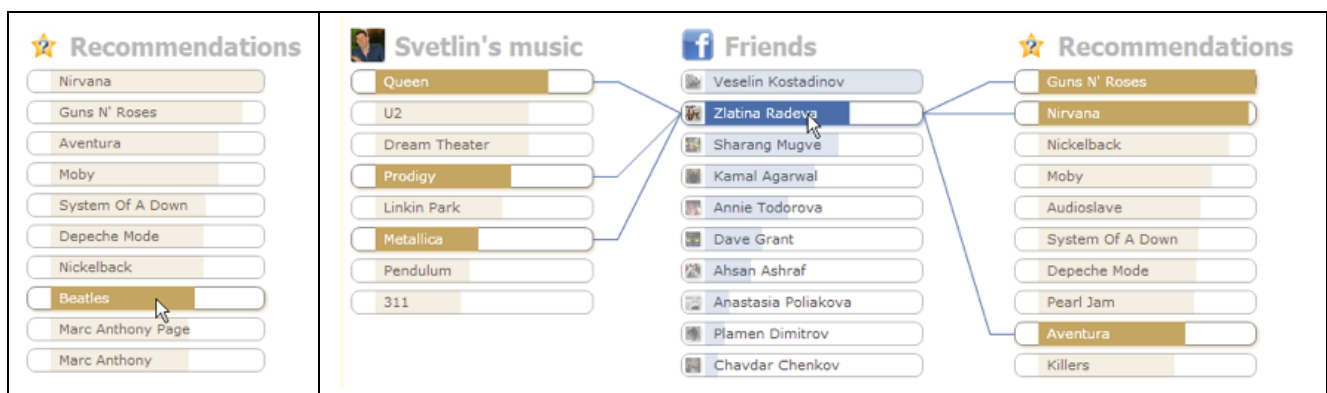 Recommendations
Nirvana
Guns N' Roses
Aventura
Moby
System Of A Down
Depeche Mode
Nickelback
Beatles
Marc Anthony Page
Marc Anthony
Svetlin's music
Queen
U2
Dream Theater
Prodigy
Linkin Park
Metallica
Pendulum
311
Friends
Veselin Kostadinov
Zlatina Radeva
Sharang Mugve
Kamal Agarwal
Annie Todorova
Dave Grant
Ahsan Ashraf
Anastasia Poliakova
Plamen Dimitrov
Chavdar Chenkov
Recommendations
Guns N' Roses
Nirvana
Nickelback
Moby
Audioslave
System Of A Down
Depeche Mode
Pearl Jam
Aventura
Killers